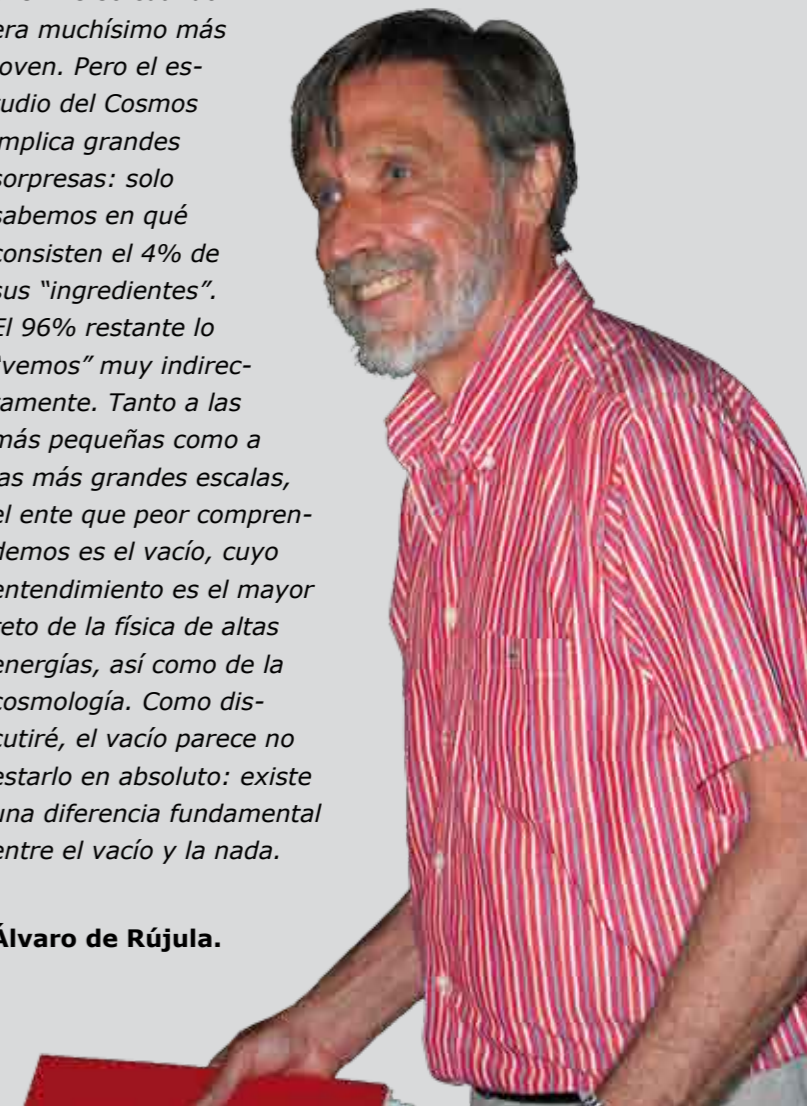 era muchísimo más
oven. Pero el es-
tudio del Cosmos
mplica grandes
sorpresas: solo
sabemos en qué
consisten el 4% de
sus “ingredientes”.
El 96% restante lo
“vemos” muy indirec-
tamente. Tanto a las
más pequeñas como a
las más grandes escalas,
el ente que peor compren-
demos es el vacío, cuyo
entendimiento es el mayor
reto de la física de altas
energías, así como de la
cosmología. Como dis-
cutiré, el vacío parece no
estarlo en absoluto: existe
una diferencia fundamental
entre el vacío y la nada.
Álvaro de Rújula.